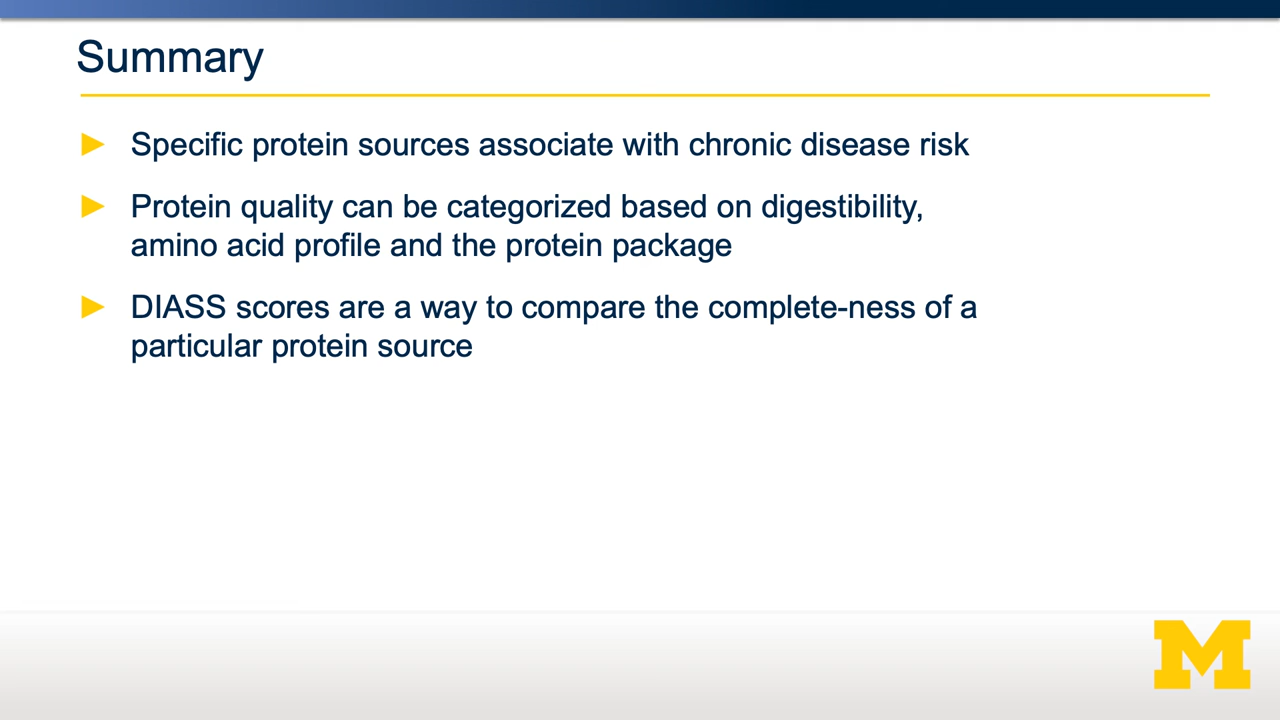 Summary
Specific protein sources associate with chronic disease risk
Protein quality can be categorized based on digestibility,
amino acid profile and the protein package
DIASS scores are a way to compare the complete-ness of a
particular protein source
M